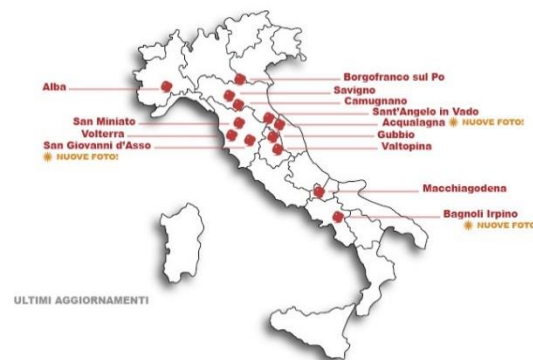 Alba
San Miniato
Volterra
San Giovanni d'Asso
NUOVE FOTO!
Borgofranco sul Po
Savigno
Camugnano
Sant'Angelo in Vado
Acqualagna NUOVE FOTO!
Gubbio
Valtopina
Macchiagodena
Bagnoli Irpino
NUOVE FOTO!
ULTIMI AGGIORNAMENTI